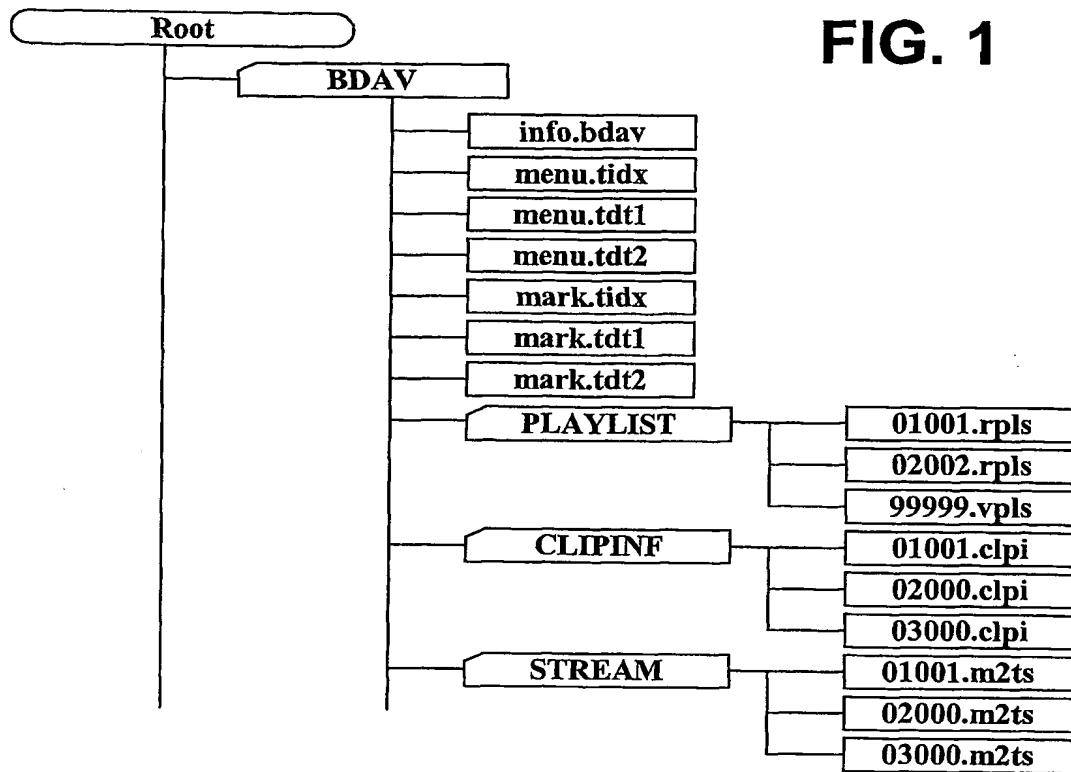 FIG. 1
Root
BDAV
info.bdav
menu.tidx
menu.tdt1
menu.tdt2
mark.tidx
mark.tdt1
mark.tdt2
PLAYLIST
01001.rpls
02002.rpls
99999.vpls
CLIPINF
01001.clpi
02000.clpi
03000.clpi
STREAM
01001.m2ts
02000.m2ts
03000.m2ts